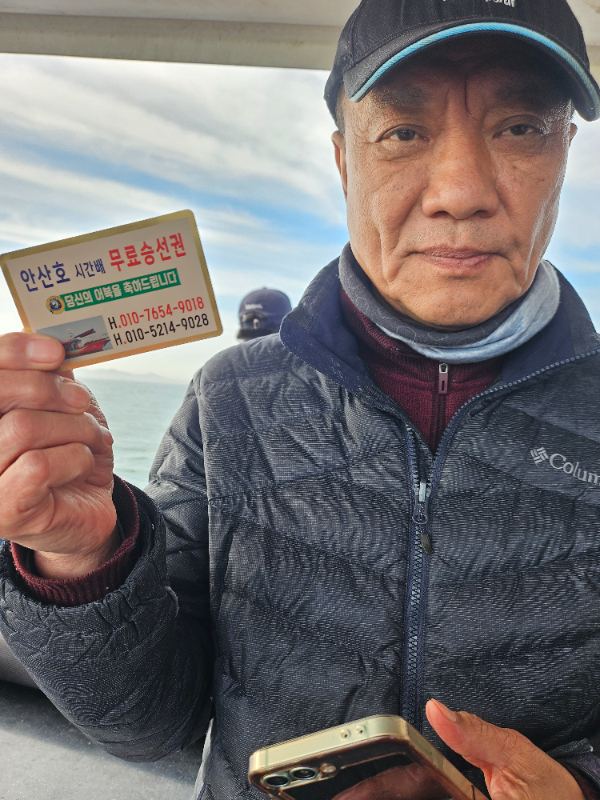 안산호 시간배 무료승선권
당신의 이복을 축하드립니다
H.010-7654-9018
H.010-5214-9028
Colum